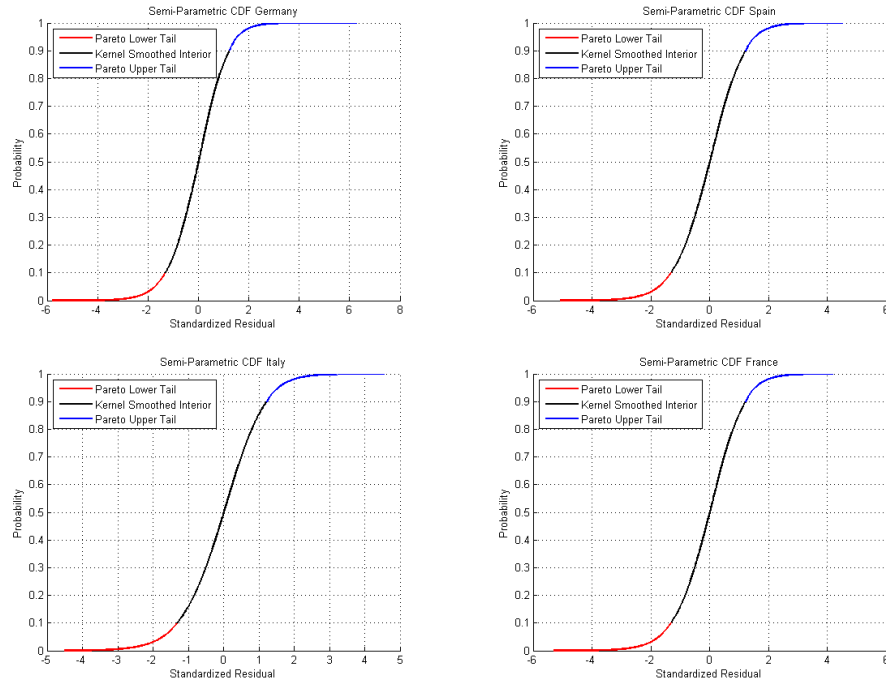 Semi-Parametric CDF Germany
1
0.9
0.8
0.7
0.6
0.5
0.4
0.3
0.2
0.1
0
Probability
Pareto Lower Tail
Kernel Smoothed Interior
Pareto Upper Tail
-6 -4 -2 0 2 4 6 8
Standardized Residual
Semi-Parametric CDF Spain
1
0.9
0.8
0.7
0.6
0.5
0.4
0.3
0.2
0.1
0
Probability
Pareto Lower Tail
Kernel Smoothed Interior
Pareto Upper Tail
-6 -4 -2 0 2 4 6
Standardized Residual
Semi-Parametric CDF Italy
1
0.9
0.8
0.7
0.6
0.5
0.4
0.3
0.2
0.1
0
Probability
Pareto Lower Tail
Kernel Smoothed Interior
Pareto Upper Tail
-5 -4 -3 -2 -1 0 1 2 3 4 5
Standardized Residual
Semi-Parametric CDF France
1
0.9
0.8
0.7
0.6
0.5
0.4
0.3
0.2
0.1
0
Probability
Pareto Lower Tail
Kernel Smoothed Interior
Pareto Upper Tail
-6 -4 -2 0 2 4 6
Standardized Residual